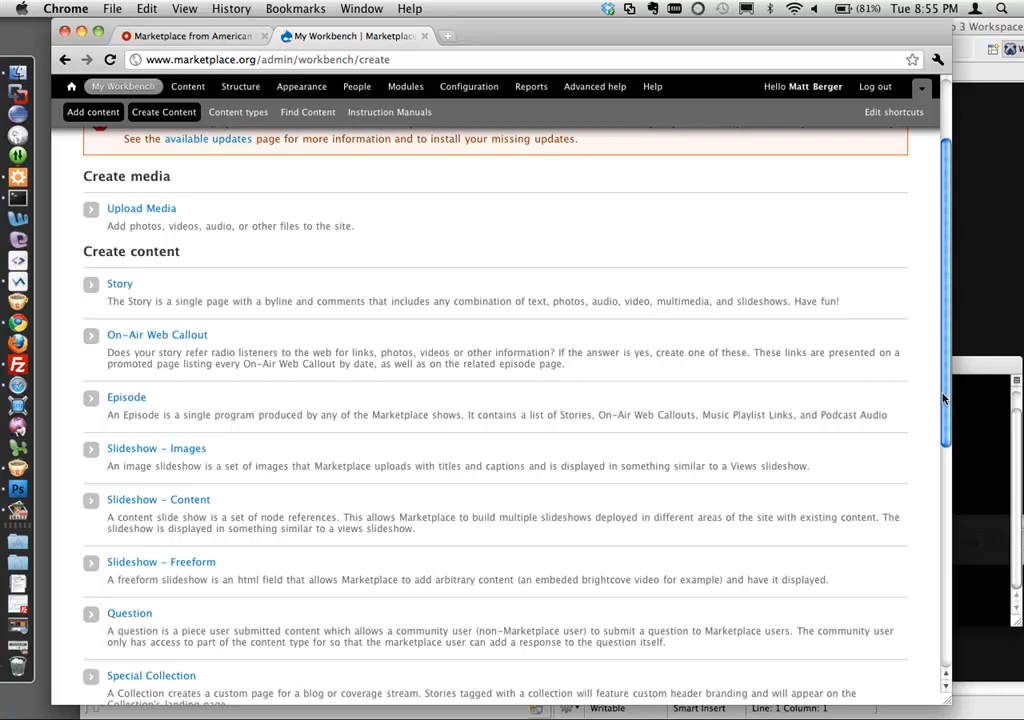 Chrome File Edit View History Bookmarks Window Help (81%) Tue 8:55 PM
Marketplace from American My Workbench | Marketplac
3 Workspace
www.marketplace.org/admin/workbench/create
My Workbench Content Structure Appearance People Modules Configuration Reports Advanced help Help Hello Matt Berger Log out
Add content Create Content Content types Find Content Instruction Manuals Edit shortcuts
See the available updates page for more information and to install your missing updates.
Create media
Upload Media
Add photos, videos, audio, or other files to the site.
Create content
Story
The Story is a single page with a byline and comments that includes any combination of text, photos, audio, video, multimedia, and slideshows. Have fun!
On-Air Web Callout
Does your story refer radio listeners to the web for links, photos, videos or other information? If the answer is yes, create one of these. These links are presented on a
promoted page listing every On-Air Web Callout by date, as well as on the related episode page.
Episode
An Episode is a single program produced by any of the Marketplace shows. It contains a list of Stories, On-Air Web Callouts, Music Playlist Links, and Podcast Audio
Slideshow - Images
An image slideshow is a set of images that Marketplace uploads with titles and captions and is displayed in something similar to a Views slideshow.
Slideshow - Content
A content slide show is a set of node references. This allows Marketplace to build multiple slideshows deployed in different areas of the site with existing content. The
slideshow is displayed in something similar to a views slideshow.
Slideshow - Freeform
A freeform slideshow is an html field that allows Marketplace to add arbitrary content (an embeded brightcove video for example) and have it displayed.
Question
A question is a piece user submitted content which allows a community user (non-Marketplace user) to submit a question to Marketplace users. The community user
only has access to part of the content type for so that the marketplace user can add a response to the question itself.
Special Collection
A Collection creates a custom page for a blog or coverage stream. Stories tagged with a collection will feature custom header branding and will appear on the
Collection's landing page.
Writable Smart Insert Line: 1 Column: 1